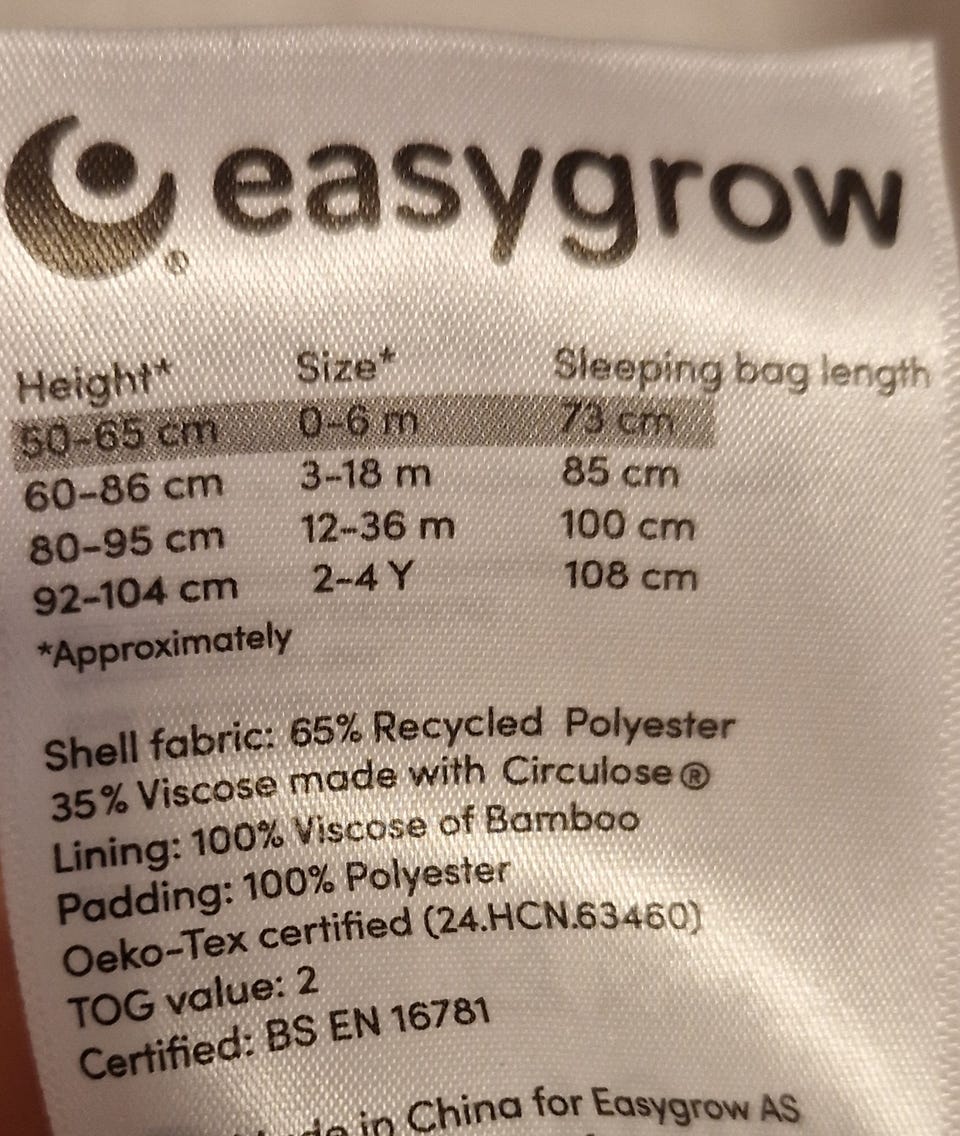 easygrow
®
Height* Size* Sleeping bag length
50-65 cm 0-6 m 73 cm
60-86 cm 3-18 m 85 cm
80-95 cm 12-36 m 100 cm
92-104 cm 2-4 Y 108 cm
*Approximately
Shell fabric: 65% Recycled Polyester
35% Viscose made with Circulose®
Lining: 100% Viscose of Bamboo
Padding: 100% Polyester
Oeko-Tex certified (24.HCN.63460)
TOG value: 2
Certified: BS EN 16781
in China for Easygrow AS